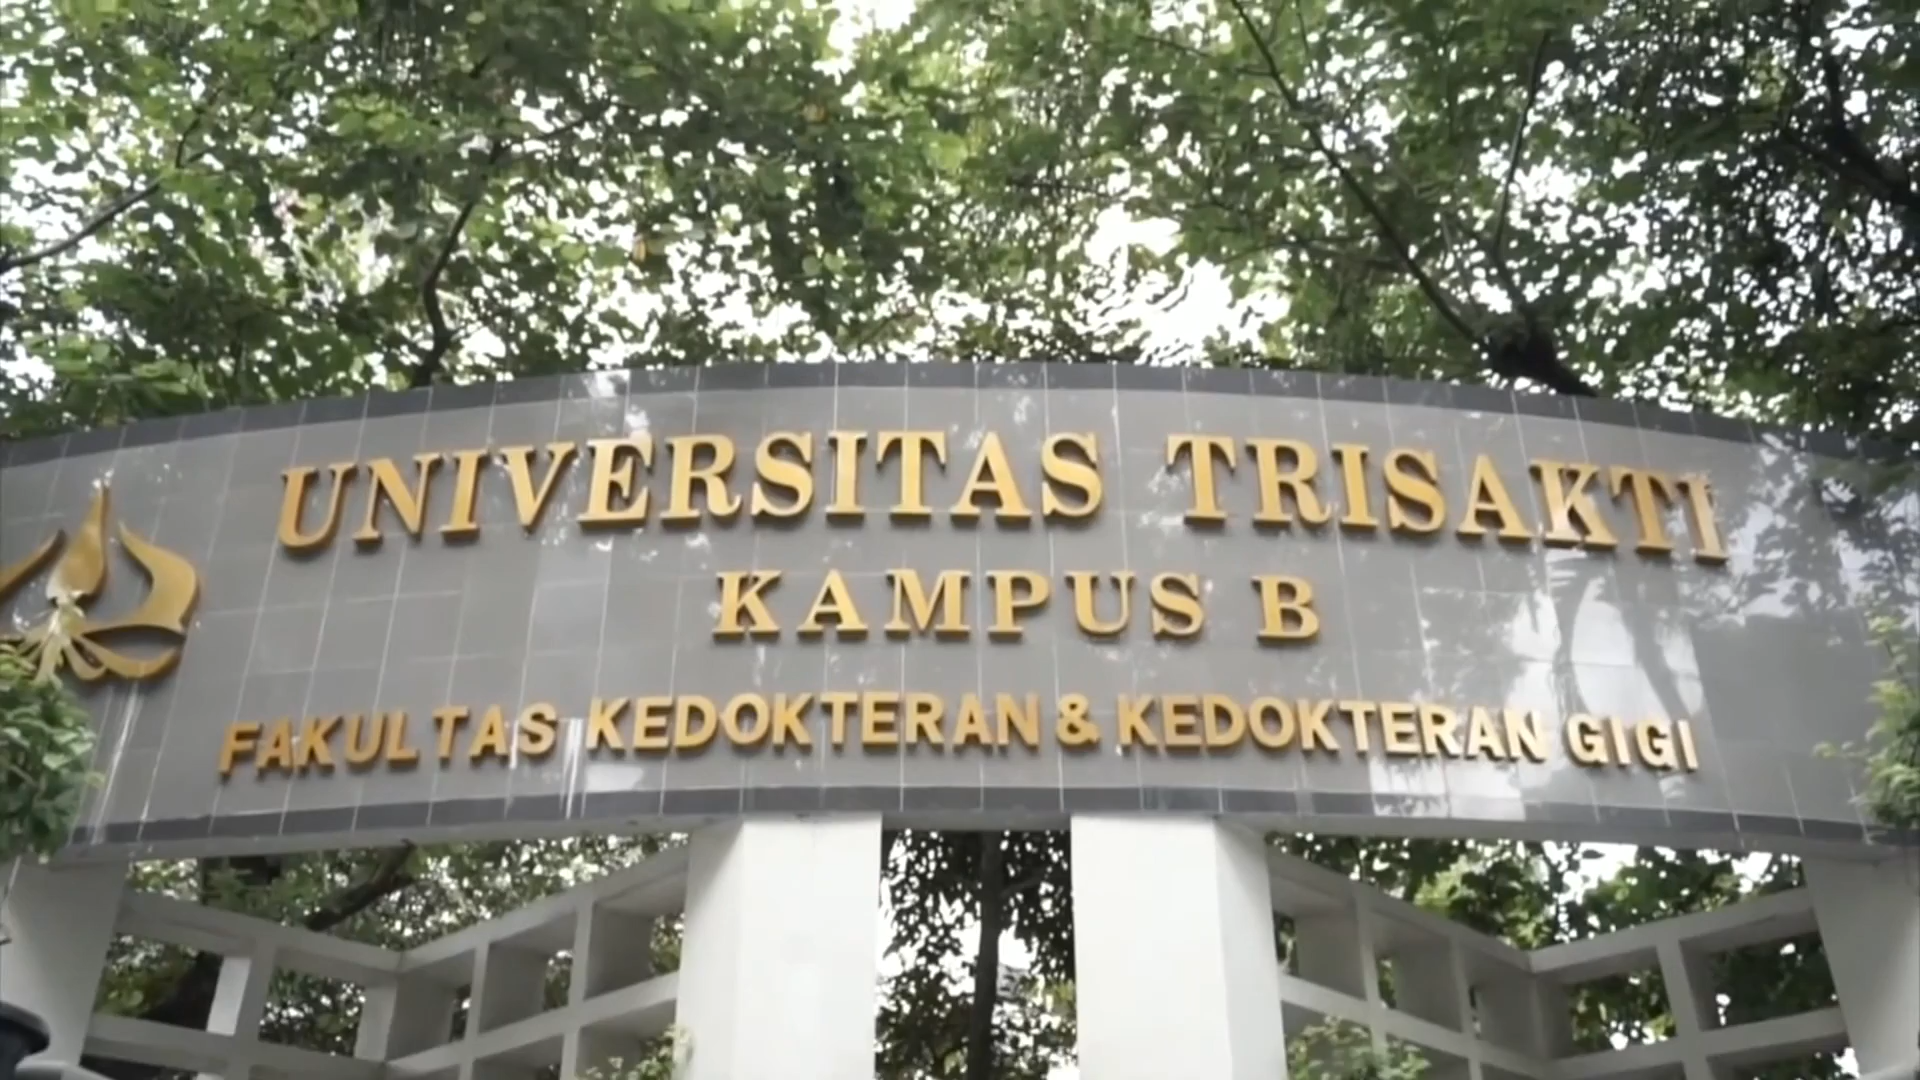 UNIVERSITAS TRISAKTI
KAMPUS B
FAKULTAS KEDOKTERAN & KEDOKTERAN GIGI